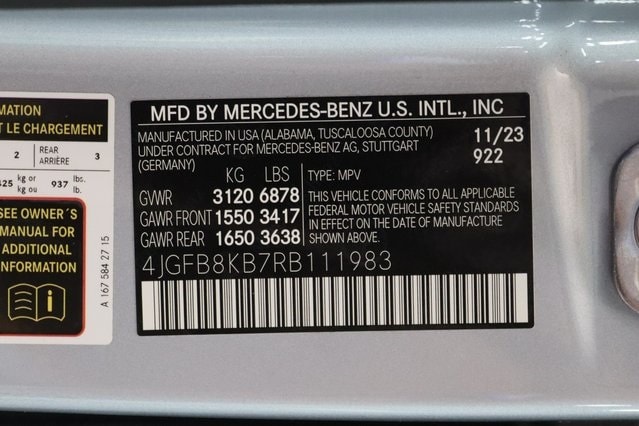 MATION
T LE CHARGEMENT
2 REAR ARRIÈRE 3
425 kg or kg ou 937 lbs. lb.
SEE OWNER´S
MANUAL FOR
ADDITIONAL
INFORMATION
A 167 584 27 15
MFD BY MERCEDES-BENZ U.S. INTL., INC
MANUFACTURED IN USA (ALABAMA, TUSCALOOSA COUNTY)
UNDER CONTRACT FOR MERCEDES-BENZ AG, STUTTGART
(GERMANY)
11/23
922
KG LBS
GVWR 3120 6878
GAWR FRONT 1550 3417
GAWR REAR 1650 3638
TYPE: MPV
THIS VEHICLE CONFORMS TO ALL APPLICABLE
FEDERAL MOTOR VEHICLE SAFETY STANDARDS
IN EFFECT ON THE DATE OF MANUFACTURE
SHOWN ABOVE.
4JGFB8KB7RB111983